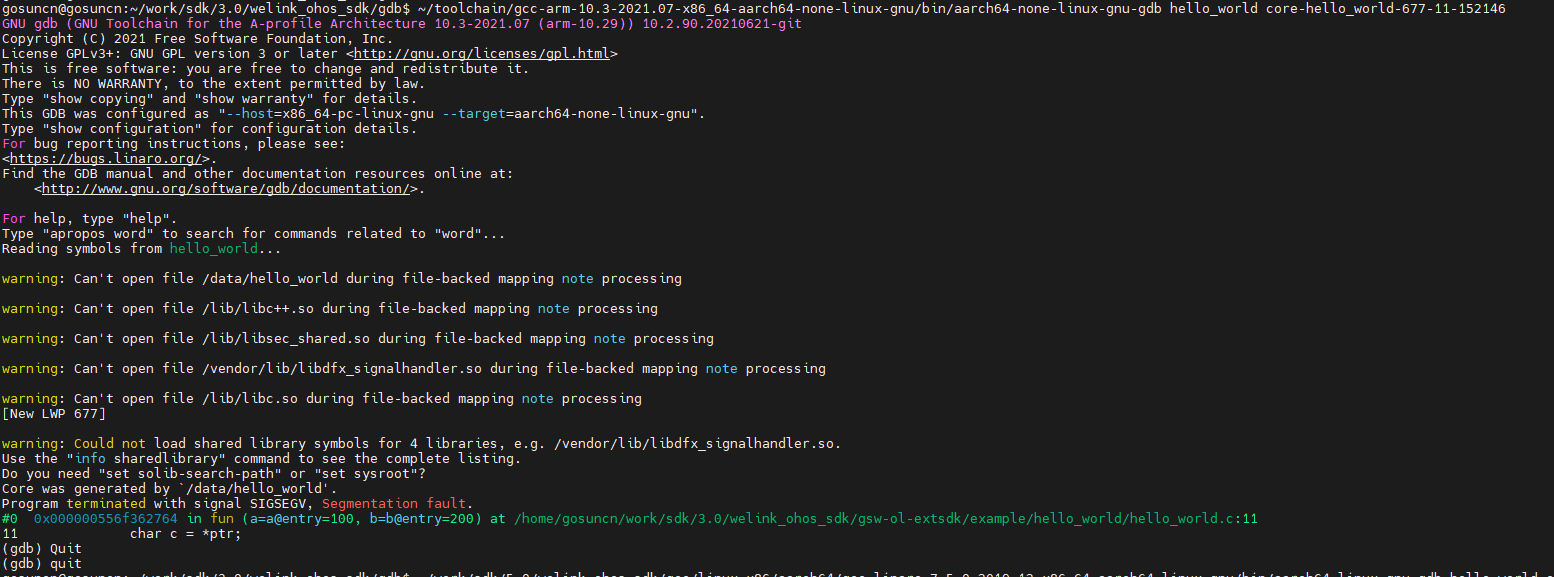 gosuncn@gosuncn:~/work/sdk/3.0/welink_ohos_sdk/gdb$ ~/toolchain/gcc-arm-10.3-2021.07-x86_64-aarch64-none-linux-gnu/bin/aarch64-none-linux-gnu-gdb hello_world core-hello_world-677-11-152146
GNU gdb (GNU Toolchain for the A-profile Architecture 10.3-2021.07 (arm-10.29)) 10.2.90.20210621-git
Copyright (C) 2021 Free Software Foundation, Inc.
License GPLv3+: GNU GPL version 3 or later <http://gnu.org/licenses/gpl.html>
This is free software: you are free to change and redistribute it.
There is NO WARRANTY, to the extent permitted by law.
Type "show copying" and "show warranty" for details.
This GDB was configured as "--host=x86_64-pc-linux-gnu --target=aarch64-none-linux-gnu".
Type "show configuration" for configuration details.
For bug reporting instructions, please see:
<https://bugs.linaro.org/>.
Find the GDB manual and other documentation resources online at:
    <http://www.gnu.org/software/gdb/documentation/>.

For help, type "help".
Type "apropos word" to search for commands related to "word"...
Reading symbols from hello_world...

warning: Can't open file /data/hello_world during file-backed mapping note processing

warning: Can't open file /lib/libc++.so during file-backed mapping note processing

warning: Can't open file /lib/libsec_shared.so during file-backed mapping note processing

warning: Can't open file /vendor/lib/libdfx_signalhandler.so during file-backed mapping note processing

warning: Can't open file /lib/libc.so during file-backed mapping note processing
[New LWP 677]

warning: Could not load shared library symbols for 4 libraries, e.g. /vendor/lib/libdfx_signalhandler.so.
Use the "info sharedlibrary" command to see the complete listing.
Do you need "set solib-search-path" or "set sysroot"?
Core was generated by `/data/hello_world'.
Program terminated with signal SIGSEGV, Segmentation fault.
#0  0x000000556f362764 in fun (a=a@entry=100, b=b@entry=200) at /home/gosuncn/work/sdk/3.0/welink_ohos_sdk/gsw-ol-extsdk/example/hello_world/hello_world.c:11
11              char c = *ptr;
(gdb) Quit
(gdb) quit